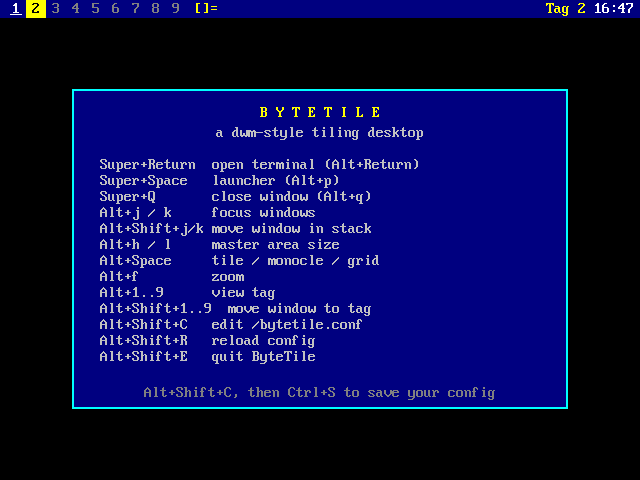 1 2 3 4 5 6 7 8 9 []= Tag 2 16:47
B Y T E T I L E
a dwm-style tiling desktop
Super+Return open terminal (Alt+Return)
Super+Space launcher (Alt+p)
Super+Q close window (Alt+q)
Alt+j / k focus windows
Alt+Shift+j/k move window in stack
Alt+h / l master area size
Alt+Space tile / monocle / grid
Alt+f zoom
Alt+1..9 view tag
Alt+Shift+1..9 move window to tag
Alt+Shift+C edit /bytetile.conf
Alt+Shift+R reload config
Alt+Shift+E quit ByteTile
Alt+Shift+C, then Ctrl+S to save your config